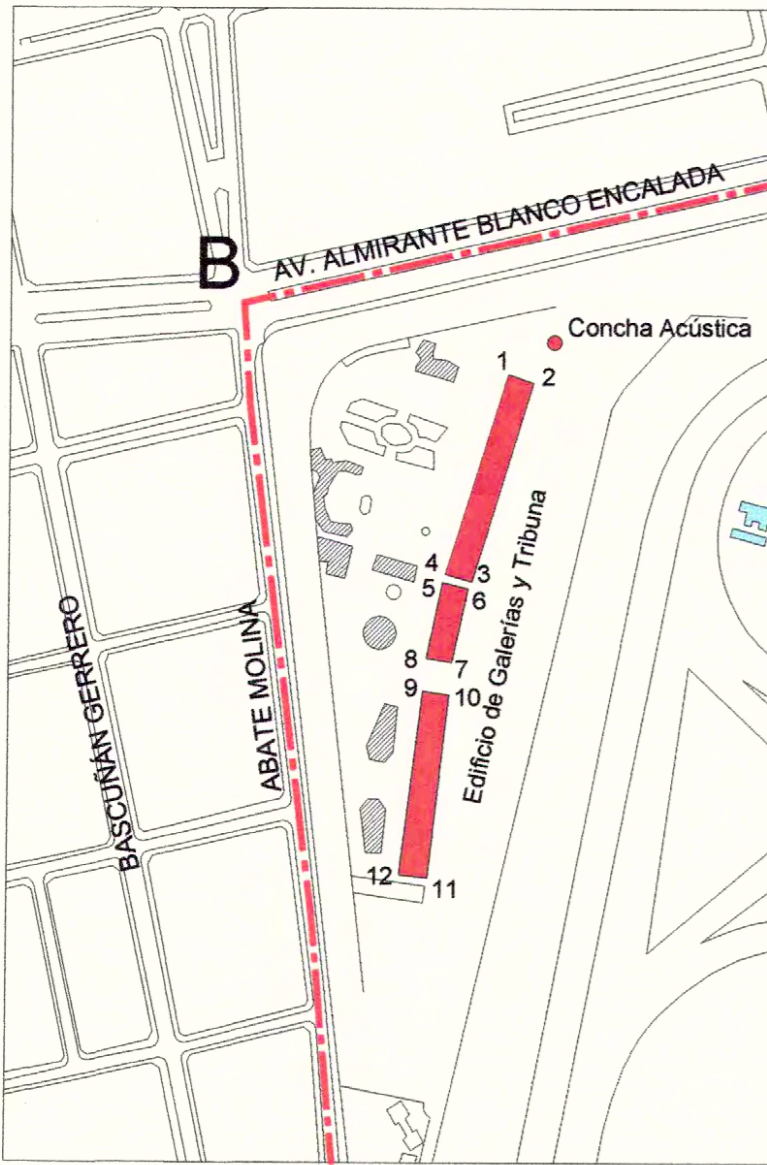 AV. ALMIRANTE BLANCO ENCALADA
B
Concha Acústica
1
2
4
3
5
6
8
7
9
10
12
11
Edificio de Galerías y Tribuna
ABATE MOLINA
BASCUÑÁN GERRERO